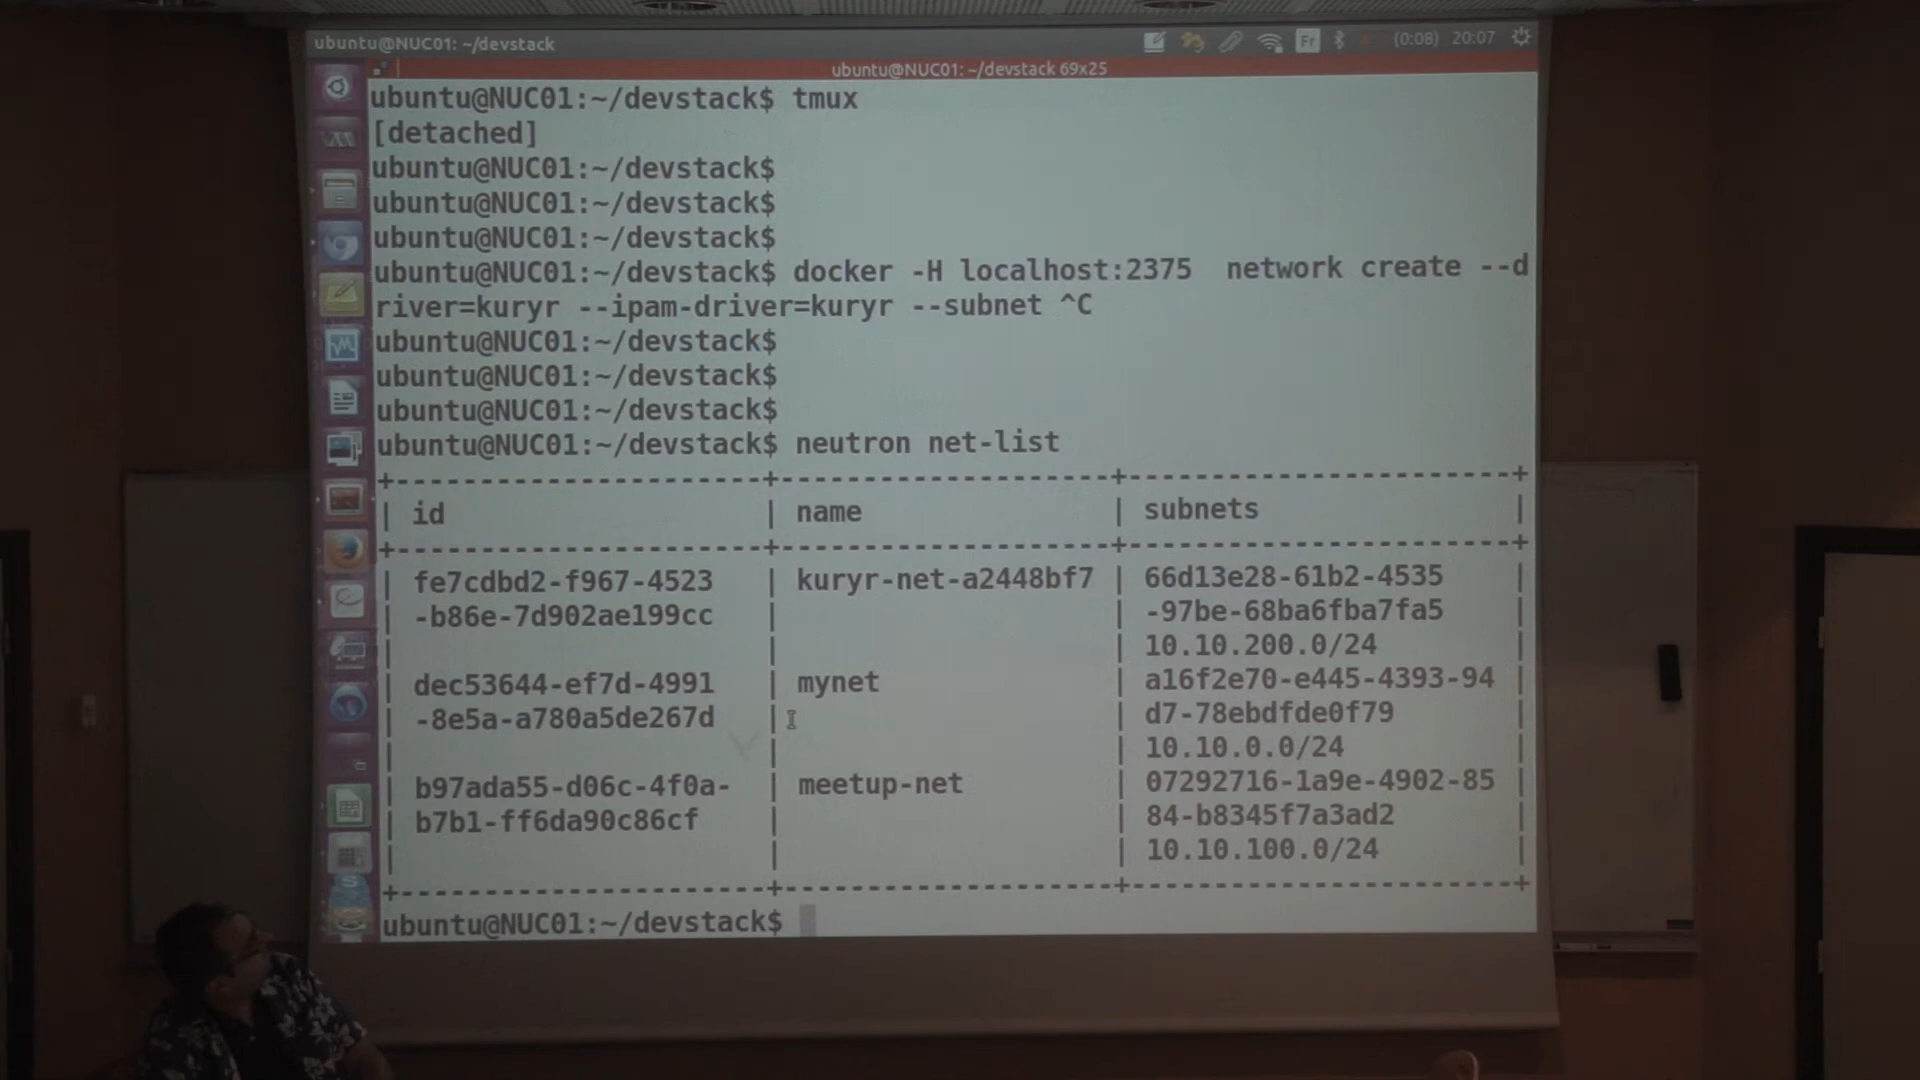 ubuntu@NUC01: ~/devstack
Fr (0:08) 20:07
ubuntu@NUC01: ~/devstack 69x25
ubuntu@NUC01:~/devstack$ tmux
[detached]
ubuntu@NUC01:~/devstack$
ubuntu@NUC01:~/devstack$
ubuntu@NUC01:~/devstack$
ubuntu@NUC01:~/devstack$ docker -H localhost:2375  network create --d
river=kuryr --ipam-driver=kuryr --subnet ^C
ubuntu@NUC01:~/devstack$
ubuntu@NUC01:~/devstack$
ubuntu@NUC01:~/devstack$
ubuntu@NUC01:~/devstack$ neutron net-list
+----------------------+--------------------+-----------------------+
| id | name | subnets |
+----------------------+--------------------+-----------------------+
| fe7cdbd2-f967-4523 | kuryr-net-a2448bf7 | 66d13e28-61b2-4535 |
| -b86e-7d902ae199cc | | -97be-68ba6fba7fa5 |
| | | 10.10.200.0/24 |
| dec53644-ef7d-4991 | mynet | a16f2e70-e445-4393-94 |
| -8e5a-a780a5de267d | | d7-78ebdfde0f79 |
| | | 10.10.0.0/24 |
| b97ada55-d06c-4f0a- | meetup-net | 07292716-1a9e-4902-85 |
| b7b1-ff6da90c86cf | | 84-b8345f7a3ad2 |
| | | 10.10.100.0/24 |
+----------------------+--------------------+-----------------------+
ubuntu@NUC01:~/devstack$